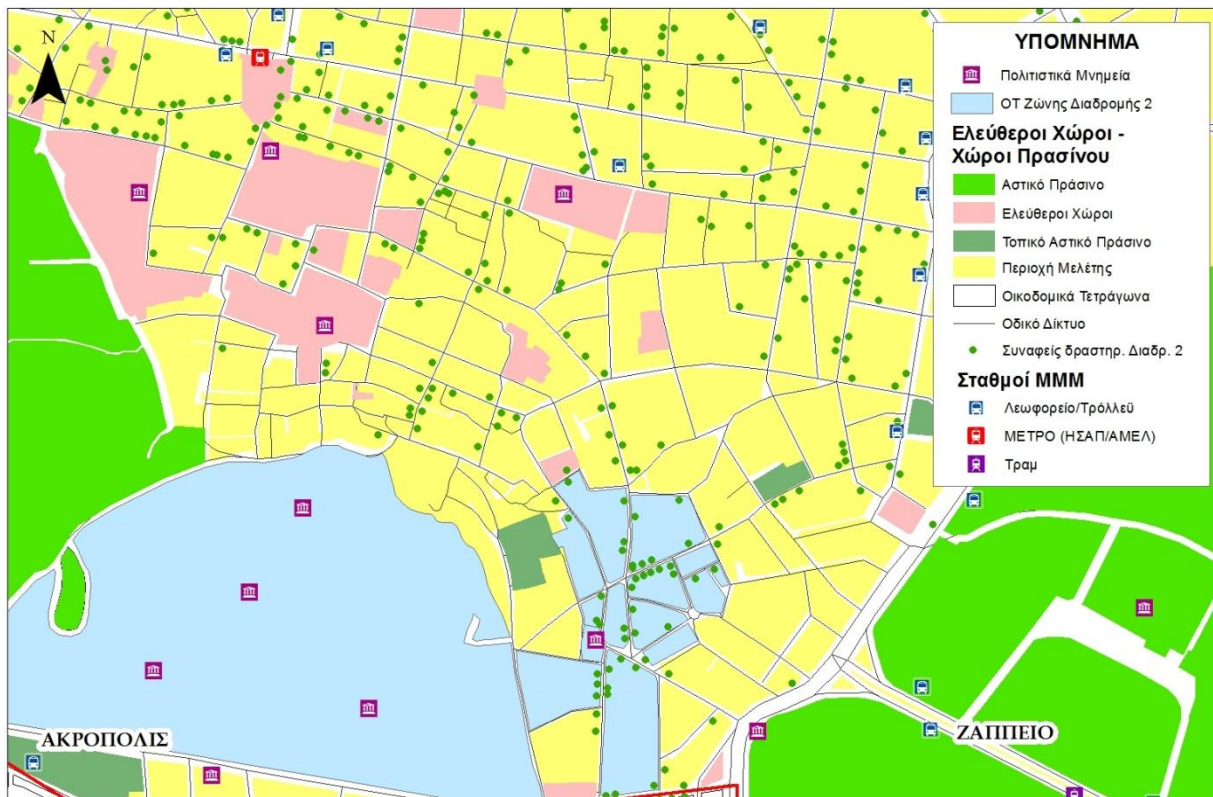 N
ΥΠΟΜΝΗΜΑ
Πολιτιστικά Μνημεία
ΟΤ Ζώνης Διαδρομής 2
Ελεύθεροι Χώροι -
Χώροι Πρασίνου
Αστικό Πράσινο
Ελεύθεροι Χώροι
Τοπικό Αστικό Πράσινο
Περιοχή Μελέτης
Οικοδομικά Τετράγωνα
Οδικό Δίκτυο
Συναφείς δραστηρ. Διαδρ. 2
Σταθμοί ΜΜΜ
Λεωφορείο/Τρόλλεϋ
ΜΕΤΡΟ (ΗΣΑΠ/ΑΜΕΛ)
Τραμ
ΑΚΡΟΠΟΛΙΣ
ΖΑΠΠΕΙΟ